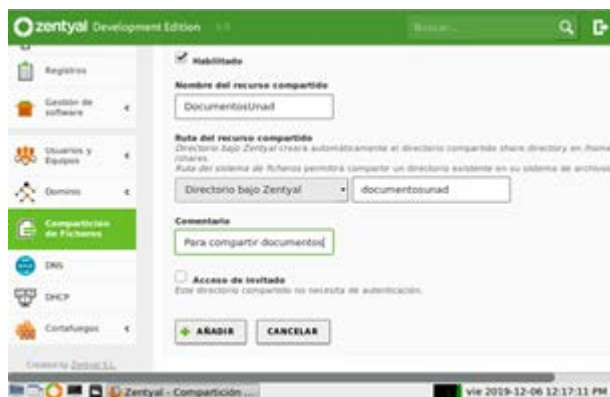 zentyal Development Edition
Buscar...
Registros
Gestión de
software
Usuarios y
Equipos
Dominio
Compartición
de Ficheros
DNS
DHCP
Cortafuegos
Created by Zentyal S.L.
Habilitado
Nombre del recurso compartido
DocumentosUnad
Ruta del recurso compartido
Directorio bajo Zentyal creará automáticamente el directorio compartido share.directory en /home
/shares.
Ruta del sistema de ficheros permitirá compartir un directorio existente en su sistema de archivos
Directorio bajo Zentyal
documentosunad
Comentario
Para compartir documentos
Acceso de invitado
Este directorio compartido no necesita de autenticación.
AÑADIR
CANCELAR
Zentyal - Compartición ...
vie 2019-12-06 12:17:11 PM